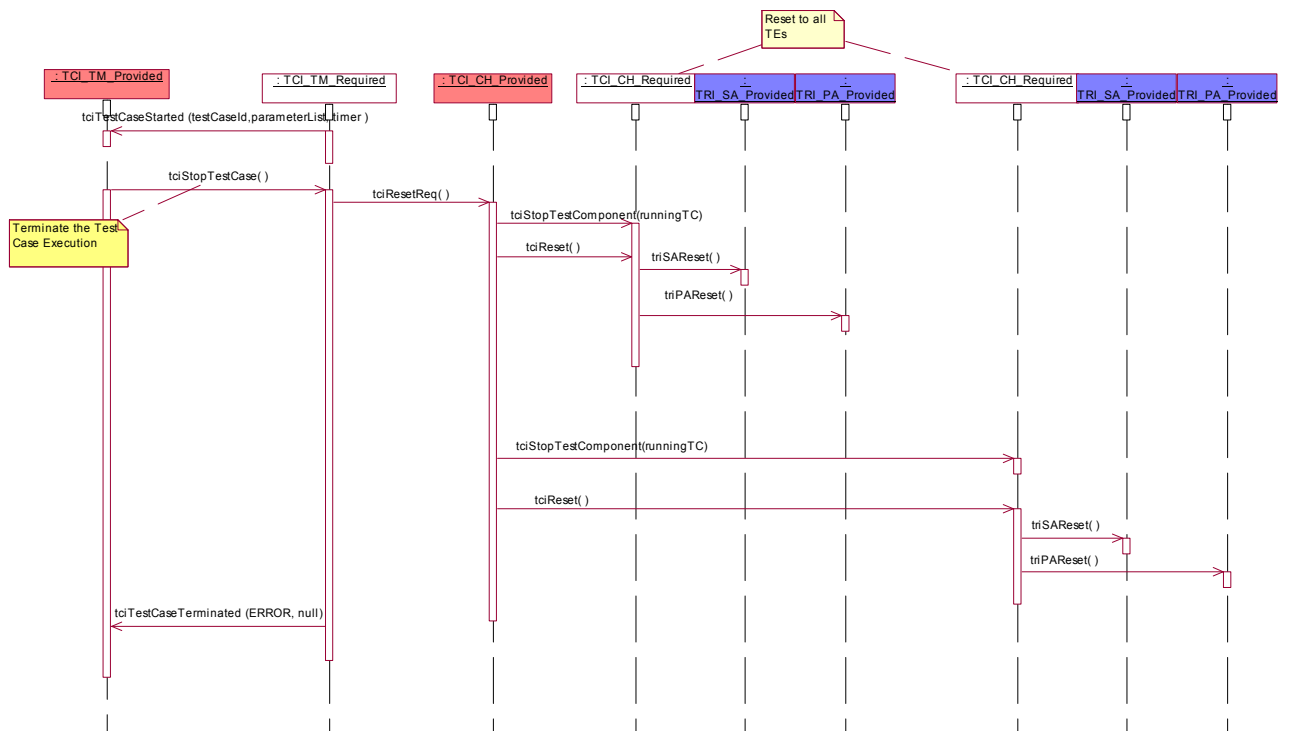 Reset to all
TEs
: TCI_TM_Provided
: TCI_TM_Required
: TCI_CH_Provided
: TCI_CH_Required
:
TRI_SA_Provided
:
TRI_PA_Provided
: TCI_CH_Required
:
TRI_SA_Provided
:
TRI_PA_Provided
tciTestCaseStarted (testCaseId,parameterList, timer )
tciStopTestCase( )
tciResetReq( )
tciStopTestComponent(runningTC)
Terminate the Test
Case Execution
tciReset( )
triSAReset( )
triPAReset( )
tciStopTestComponent(runningTC)
tciReset( )
triSAReset( )
triPAReset( )
tciTestCaseTerminated (ERROR, null)